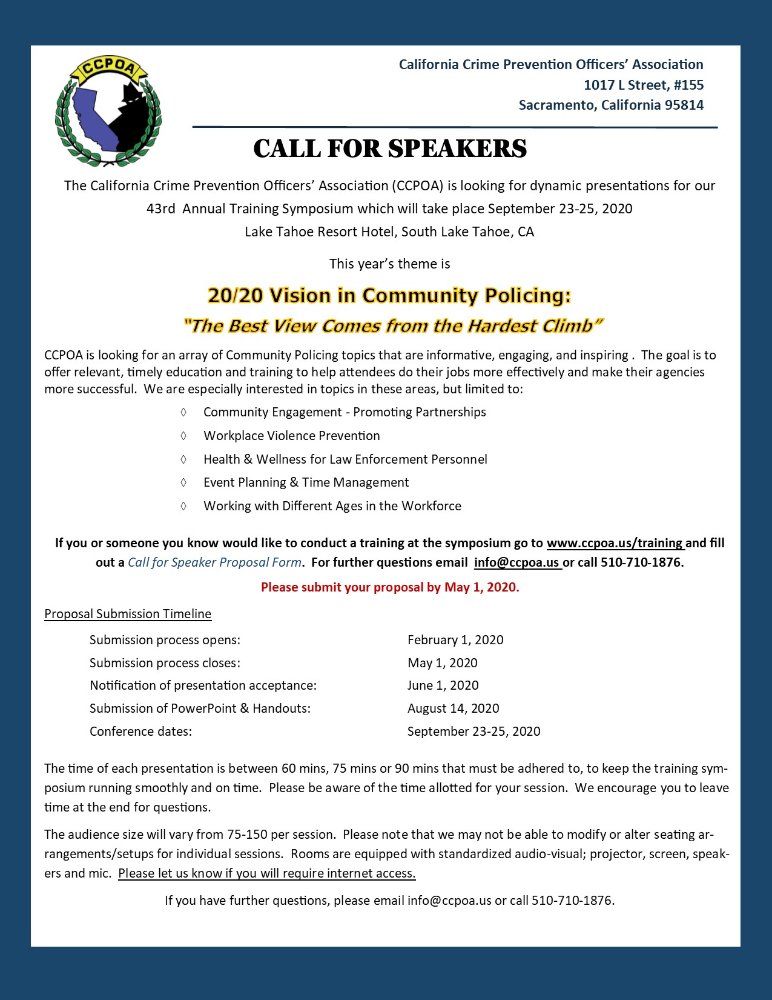 CCPOA
California Crime Prevention Officers’ Association
1017 L Street, #155
Sacramento, California 95814
CALL FOR SPEAKERS
The California Crime Prevention Officers’ Association (CCPOA) is looking for dynamic presentations for our
43rd  Annual Training Symposium which will take place September 23-25, 2020
Lake Tahoe Resort Hotel, South Lake Tahoe, CA
This year’s theme is
20/20 Vision in Community Policing:
“The Best View Comes from the Hardest Climb”
CCPOA is looking for an array of Community Policing topics that are informative, engaging, and inspiring .  The goal is to
offer relevant, timely education and training to help attendees do their jobs more effectively and make their agencies
more successful.  We are especially interested in topics in these areas, but limited to:
◊ Community Engagement - Promoting Partnerships
◊ Workplace Violence Prevention
◊ Health & Wellness for Law Enforcement Personnel
◊ Event Planning & Time Management
◊ Working with Different Ages in the Workforce
If you or someone you know would like to conduct a training at the symposium go to www.ccpoa.us/training and fill
out a Call for Speaker Proposal Form.  For further questions email  info@ccpoa.us or call 510-710-1876.
Please submit your proposal by May 1, 2020.
Proposal Submission Timeline
Submission process opens: February 1, 2020
Submission process closes: May 1, 2020
Notification of presentation acceptance: June 1, 2020
Submission of PowerPoint & Handouts: August 14, 2020
Conference dates: September 23-25, 2020
The time of each presentation is between 60 mins, 75 mins or 90 mins that must be adhered to, to keep the training sym-
posium running smoothly and on time.  Please be aware of the time allotted for your session.  We encourage you to leave
time at the end for questions.
The audience size will vary from 75-150 per session.  Please note that we may not be able to modify or alter seating ar-
rangements/setups for individual sessions.  Rooms are equipped with standardized audio-visual; projector, screen, speak-
ers and mic.  Please let us know if you will require internet access.
If you have further questions, please email info@ccpoa.us or call 510-710-1876.